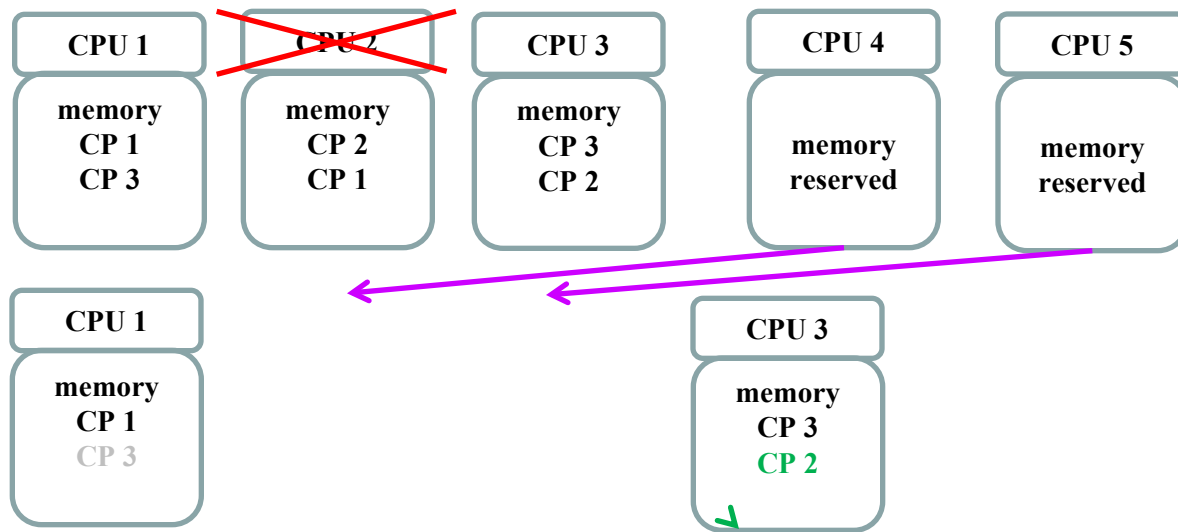 CPU 1
CPU 2
CPU 3
CPU 4
CPU 5
memory
CP 1
CP 3
memory
CP 2
CP 1
memory
CP 3
CP 2
memory
reserved
memory
reserved
CPU 1
CPU 3
memory
CP 1
CP 3
memory
CP 3
CP 2